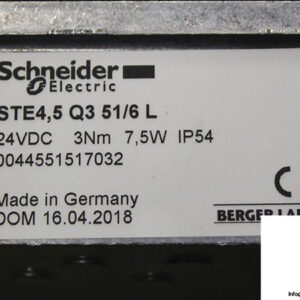 Schneider
Electric
STE4,5 Q3 51/6 L
24VDC 3Nm 7,5W IP54
0044551517032
CE
Made in Germany
DOM 16.04.2018
BERGER LA